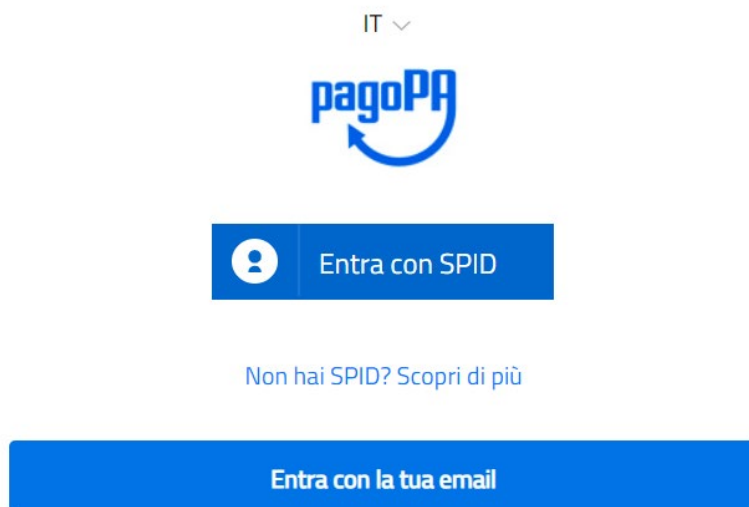 IT
pagoPA
Entra con SPID
Non hai SPID? Scopri di più
Entra con la tua email